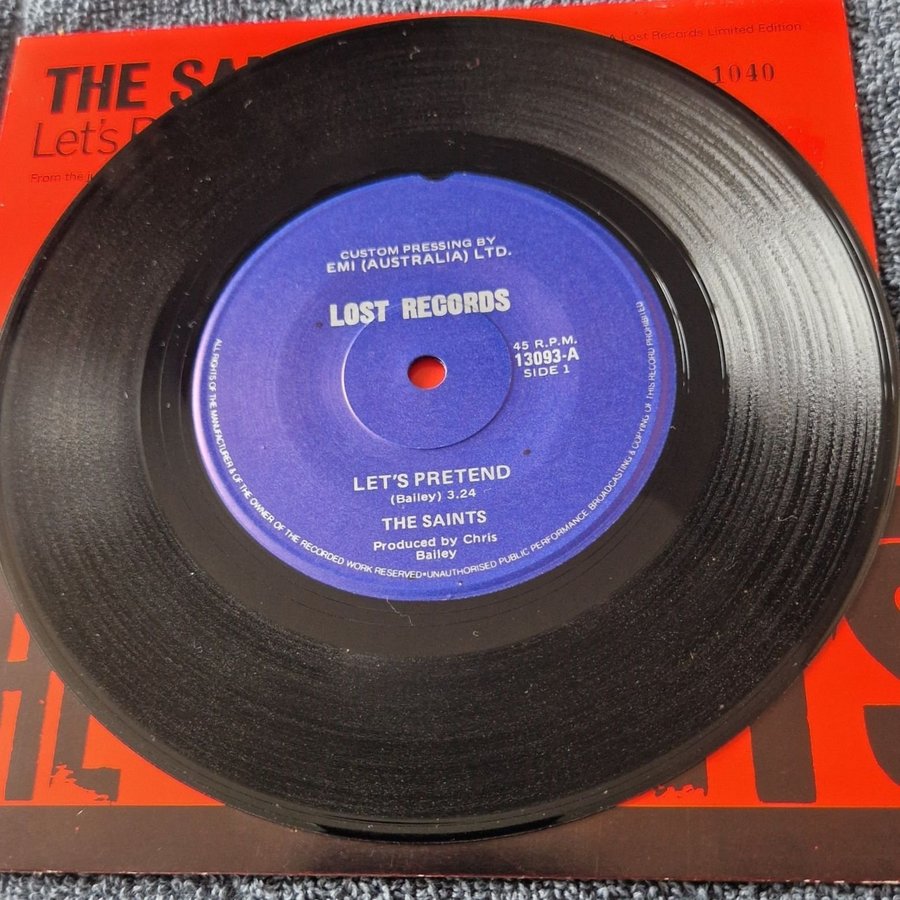 THE SA
A Lost Records Limited Edition
1040
Let's P
From the
CUSTOM PRESSING BY
EMI (AUSTRALIA) LTD.
LOST RECORDS
45 R.P.M.
13093-A
SIDE 1
LET'S PRETEND
(Bailey) 3.24
THE SAINTS
Produced by Chris
Bailey
ALL RIGHTS OF THE MANUFACTURER & OF THE OWNER OF THE RECORDED WORK RESERVED•UNAUTHORISED PUBLIC PERFORMANCE BROADCASTING & COPYING OF THIS RECORD PROHIBITED